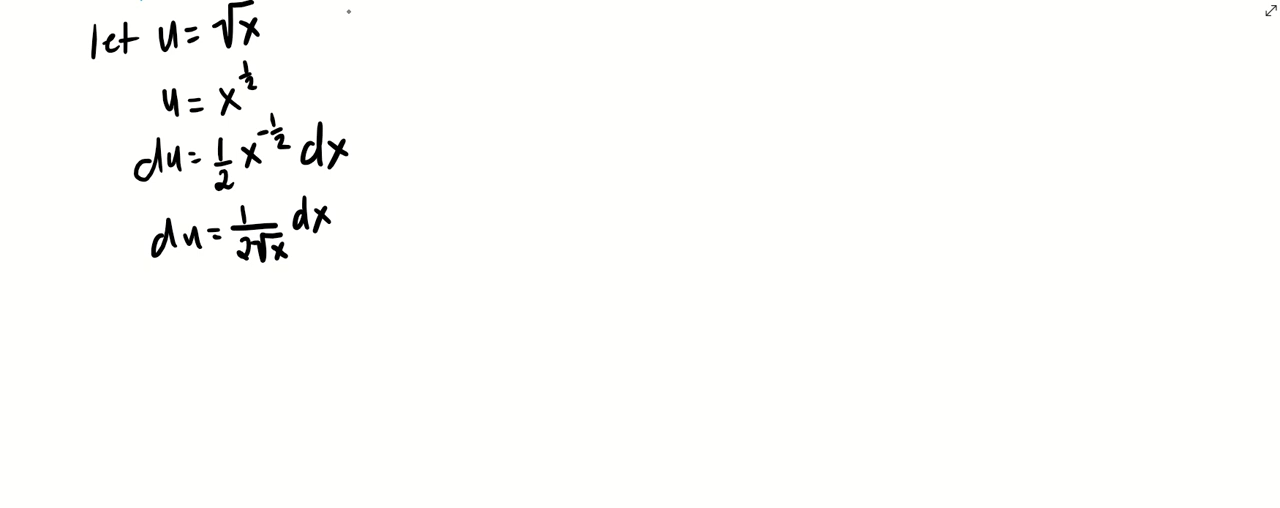 let u = √x
u = x^{1/2}
du = 1/2 x^{-1/2} dx
du = 1/(2√x) dx